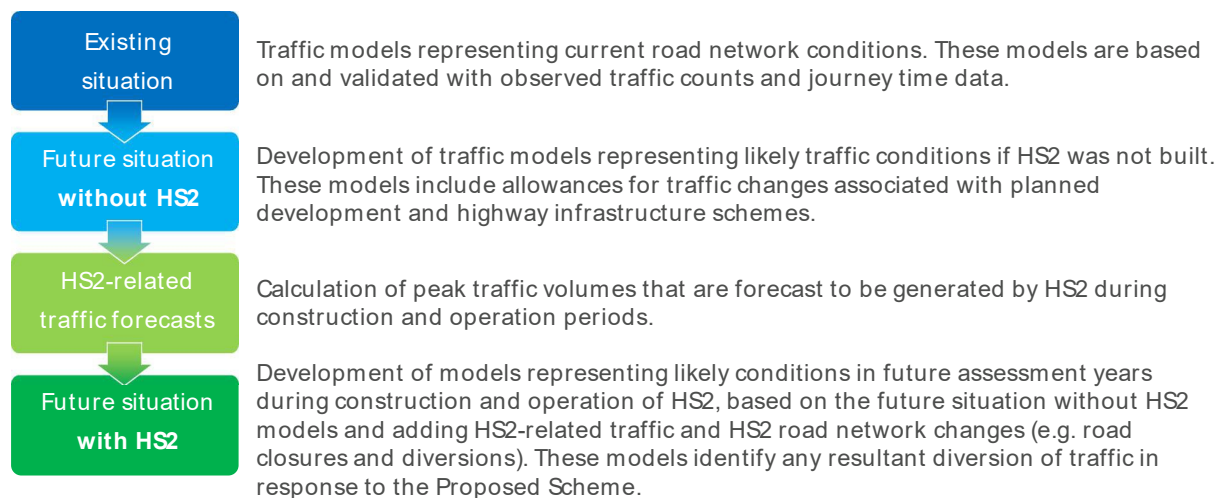 Existing
situation
Traffic models representing current road network conditions. These models are based
on and validated with observed traffic counts and journey time data.
Future situation
without HS2
Development of traffic models representing likely traffic conditions if HS2 was not built.
These models include allowances for traffic changes associated with planned
development and highway infrastructure schemes.
HS2-related
traffic forecasts
Calculation of peak traffic volumes that are forecast to be generated by HS2 during
construction and operation periods.
Future situation
with HS2
Development of models representing likely conditions in future assessment years
during construction and operation of HS2, based on the future situation without HS2
models and adding HS2-related traffic and HS2 road network changes (e.g. road
closures and diversions). These models identify any resultant diversion of traffic in
response to the Proposed Scheme.